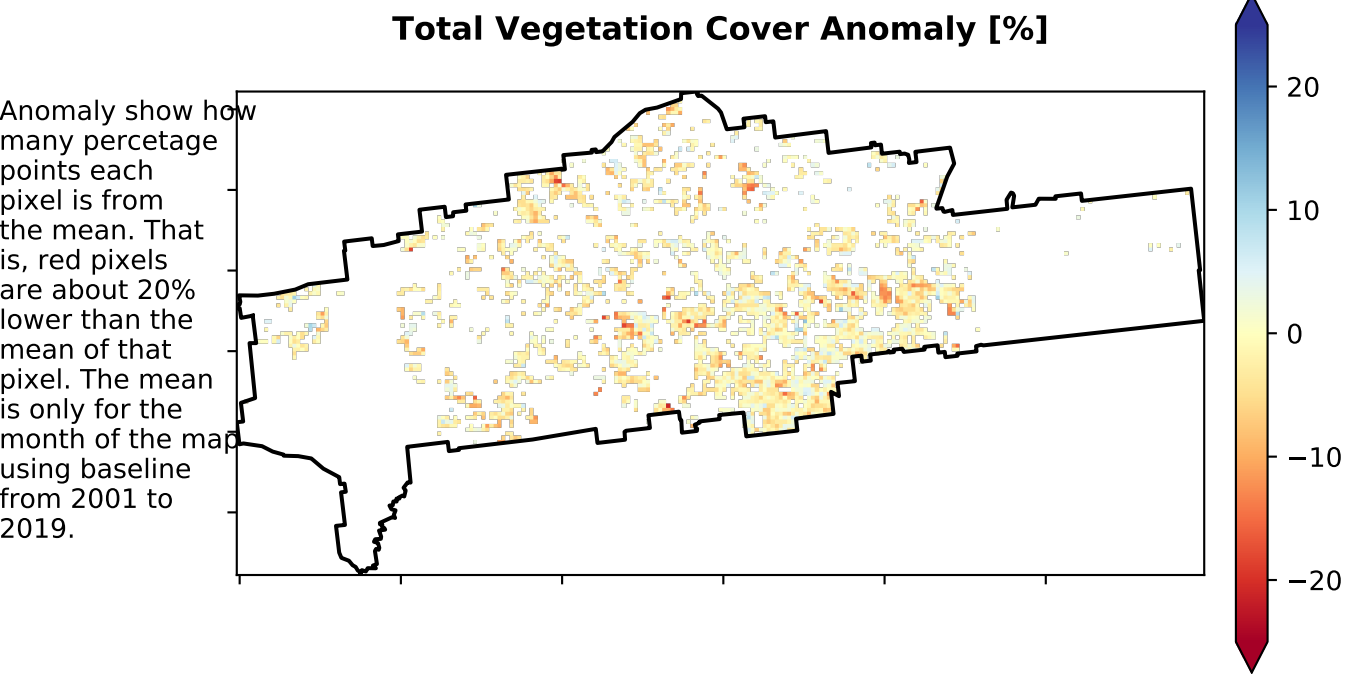 Total Vegetation Cover Anomaly [%]
Anomaly show how
many percetage
points each
pixel is from
the mean. That
is, red pixels
are about 20%
lower than the
mean of that
pixel. The mean
is only for the
month of the map
using baseline
from 2001 to
2019.
20
10
0
−10
−20